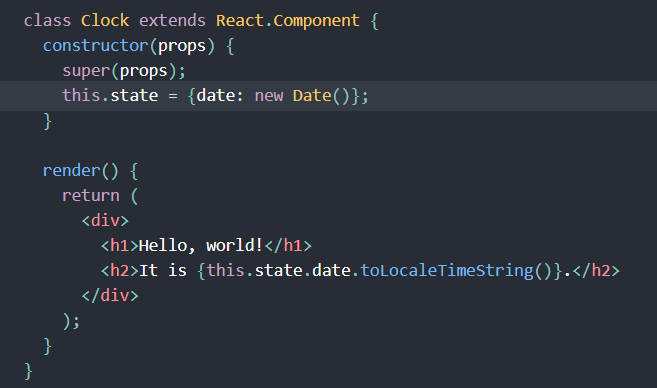 class Clock extends React.Component {
  constructor(props) {
    super(props);
    this.state = {date: new Date()};
  }

  render() {
    return (
      <div>
        <h1>Hello, world!</h1>
        <h2>It is {this.state.date.toLocaleTimeString()}.</h2>
      </div>
    );
  }
}